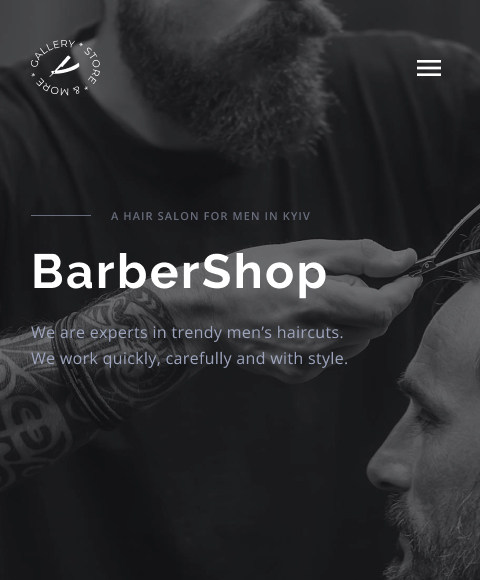 GALLERY * STORE * & MORE *
A HAIR SALON FOR MEN IN KYIV
BarberShop
We are experts in trendy men’s haircuts.
We work quickly, carefully and with style.